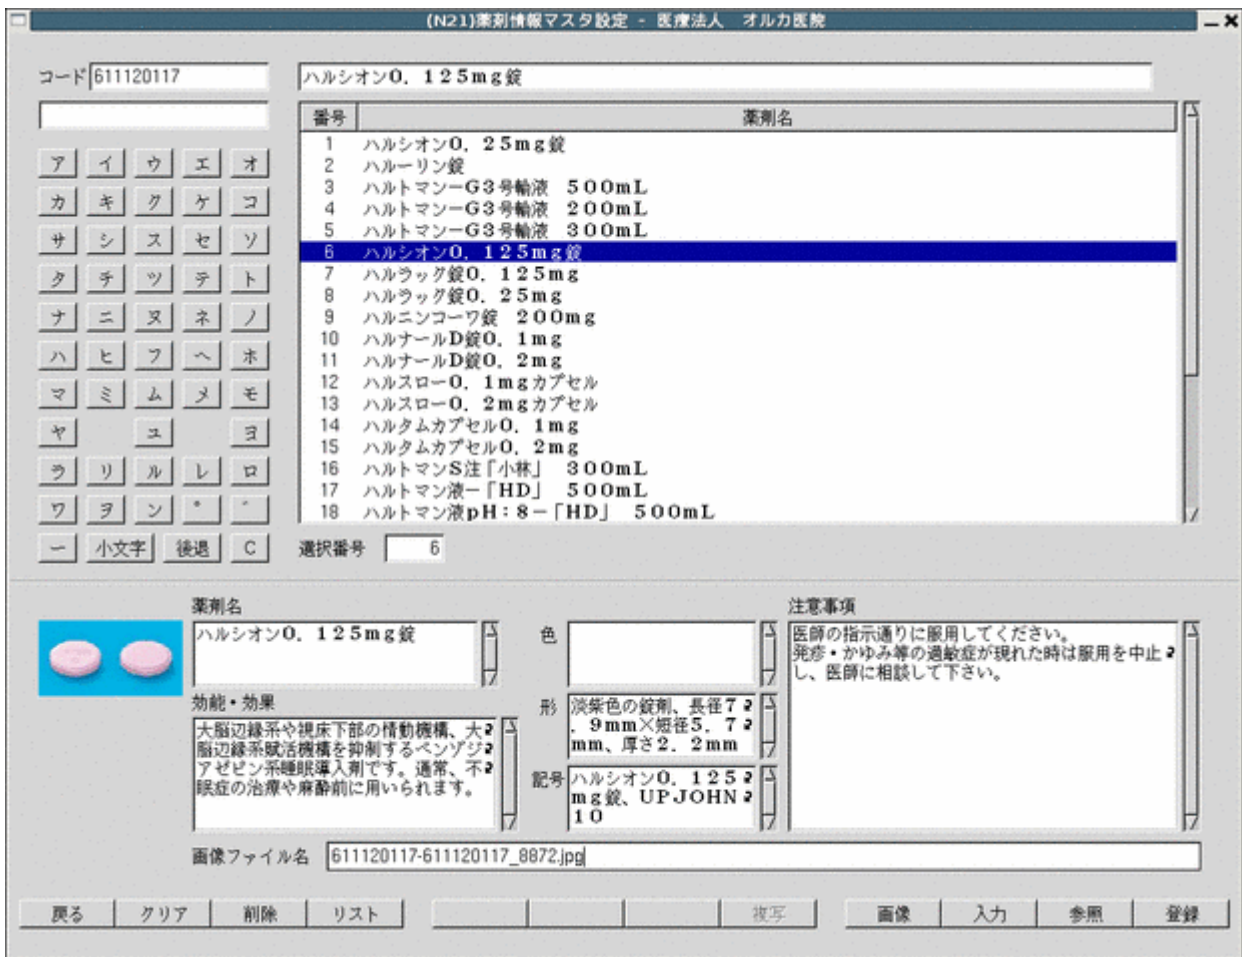 (N21)薬剤情報マスタ設定 - 医療法人　オルカ医院
コード 611120117
ハルシオン０．１２５ｍｇ錠
番号 薬剤名
1 ハルシオン０．２５ｍｇ錠
2 ハルーリン錠
3 ハルトマンーＧ３号輸液　５００ｍＬ
4 ハルトマンーＧ３号輸液　２００ｍＬ
5 ハルトマンーＧ３号輸液　３００ｍＬ
6 ハルシオン０．１２５ｍｇ錠
7 ハルラック錠０．１２５ｍｇ
8 ハルラック錠０．２５ｍｇ
9 ハルニンコーワ錠　２００ｍｇ
10 ハルナールＤ錠０．１ｍｇ
11 ハルナールＤ錠０．２ｍｇ
12 ハルスロー０．１ｍｇカプセル
13 ハルスロー０．２ｍｇカプセル
14 ハルタムカプセル０．１ｍｇ
15 ハルタムカプセル０．２ｍｇ
16 ハルトマンＳ注「小林」　３００ｍＬ
17 ハルトマン液－「ＨＤ」　５００ｍＬ
18 ハルトマン液ｐＨ：８－「ＨＤ」　５００ｍＬ
ア イ ウ エ オ
カ キ ク ケ コ
サ シ ス セ ソ
タ チ ツ テ ト
ナ ニ ヌ ネ ノ
ハ ヒ フ ヘ ホ
マ ミ ム メ モ
ヤ ユ ヨ
ラ リ ル レ ロ
ワ ヲ ン ゜ ゛
ー 小文字 後退 C
選択番号 6
薬剤名
ハルシオン０．１２５ｍｇ錠
効能・効果
大脳辺縁系や視床下部の情動機構、大
脳辺縁系賦活機構を抑制するベンゾジ
アゼピン系睡眠導入剤です。通常、不
眠症の治療や麻酔前に用いられます。
色
形
淡紫色の錠剤、長径７
．９ｍｍ×短径５．７
ｍｍ、厚さ２．２ｍｍ
記号
ハルシオン０．１２５
ｍｇ錠、ＵＰＪＯＨＮ
１０
注意事項
医師の指示通りに服用してください。
発疹・かゆみ等の過敏症が現れた時は服用を中止
し、医師に相談して下さい。
画像ファイル名 611120117-611120117_8872.jpg
戻る クリア 削除 リスト 複写 画像 入力 参照 登録